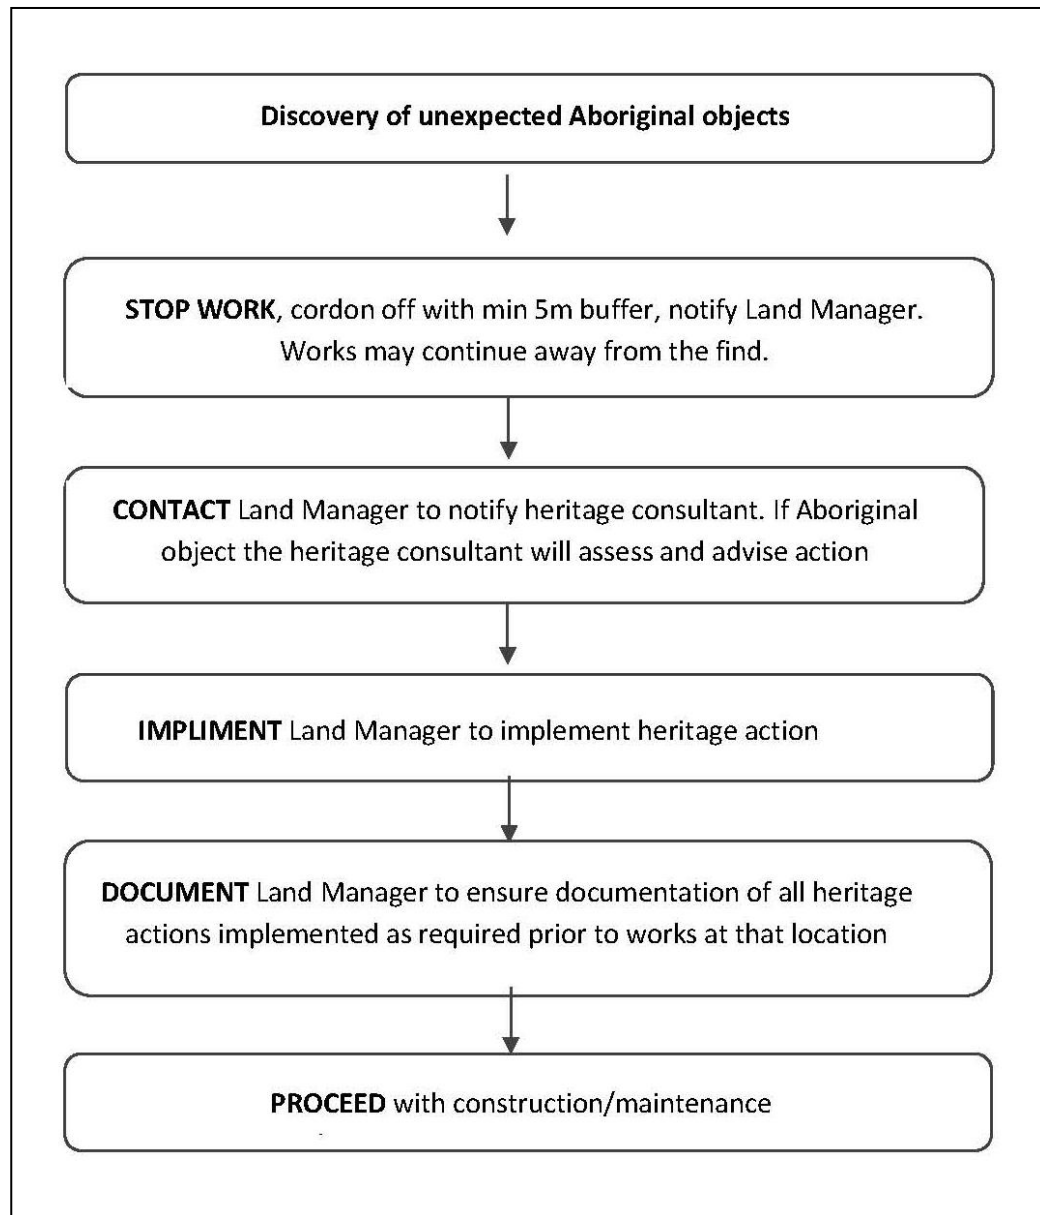 Discovery of unexpected Aboriginal objects
STOP WORK, cordon off with min 5m buffer, notify Land Manager.
Works may continue away from the find.
CONTACT Land Manager to notify heritage consultant. If Aboriginal
object the heritage consultant will assess and advise action
IMPLIMENT Land Manager to implement heritage action
DOCUMENT Land Manager to ensure documentation of all heritage
actions implemented as required prior to works at that location
PROCEED with construction/maintenance